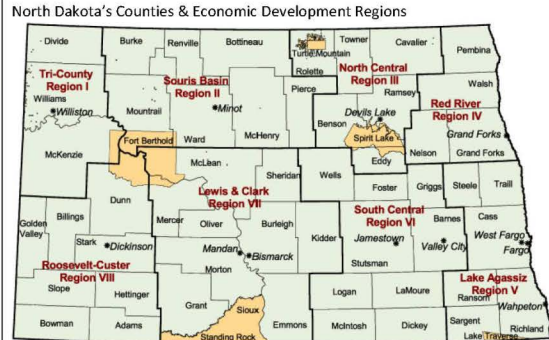 North Dakota's Counties & Economic Development Regions
Divide
Burke
Renville
Bottineau
Turtle Mountain
Rolette
Towner
Cavalier
Pembina
Tri-County
Region I
Williams
Williston
Souris Basin
Region II
Minot
Mountrail
Ward
McHenry
Pierce
North Central
Region III
Ramsey
Devils Lake
Benson
Spirit Lake
Eddy
Walsh
Red River
Region IV
Grand Forks
Nelson
Grand Forks
McKenzie
Fort Berthold
McLean
Sheridan
Wells
Foster
Griggs
Steele
Traill
Dunn
Mercer
Oliver
Lewis & Clark
Region VII
Burleigh
Kidder
South Central
Region VI
Jamestown
Stutsman
Barnes
Valley City
Cass
West Fargo
Fargo
Golden
Valley
Billings
Stark
Dickinson
Roosevelt-Custer
Region VIII
Slope
Hettinger
Bowman
Adams
Mandan
Bismarck
Morton
Grant
Sioux
Standing Rock
Emmons
Logan
LaMoure
McIntosh
Dickey
Lake Agassiz
Region V
Ransom
Wahpeton
Sargent
Richland
Lake Traverse